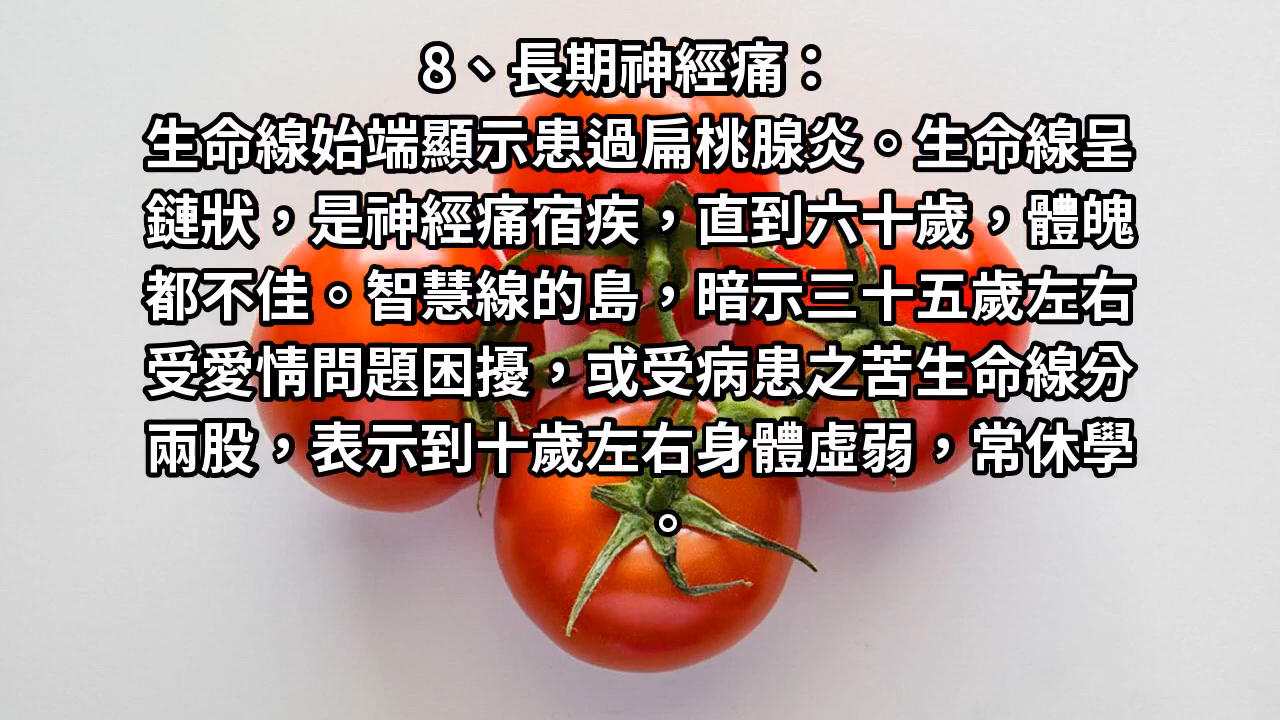 8、長期神經痛：
生命線始端顯示患過扁桃腺炎。生命線呈
鏈狀，是神經痛宿疾，直到六十歲，體魄
都不佳。智慧線的島，暗示三十五歲左右
受愛情問題困擾，或受病患之苦生命線分
兩股，表示到十歲左右身體虛弱，常休學
。